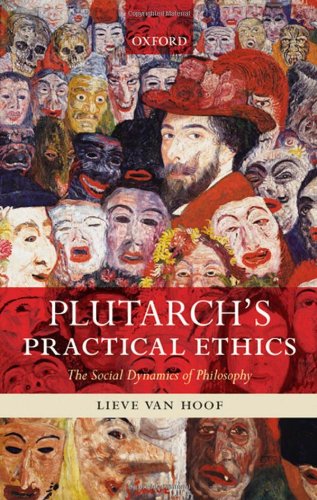 OXFORD
PLUTARCH'S
PRACTICAL ETHICS
The Social Dynamics of Philosophy
LIEVE VAN HOOF